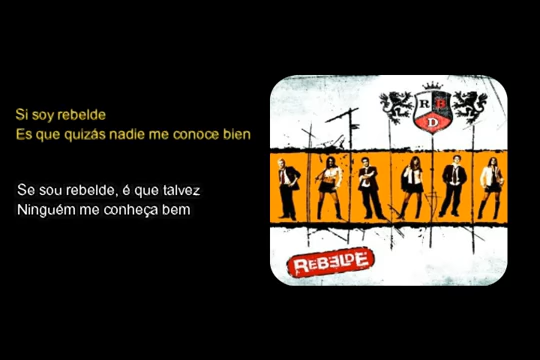 Si soy rebelde
Es que quizás nadie me conoce bien
Se sou rebelde, é que talvez
Ninguém me conheça bem
R B
D
REBELDE